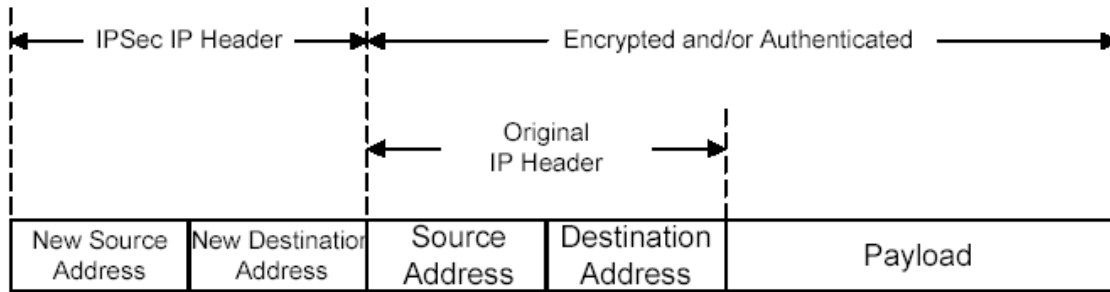 IPSec IP Header
Encrypted and/or Authenticated
Original
IP Header
New Source
Address
New Destination
Address
Source
Address
Destination
Address
Payload